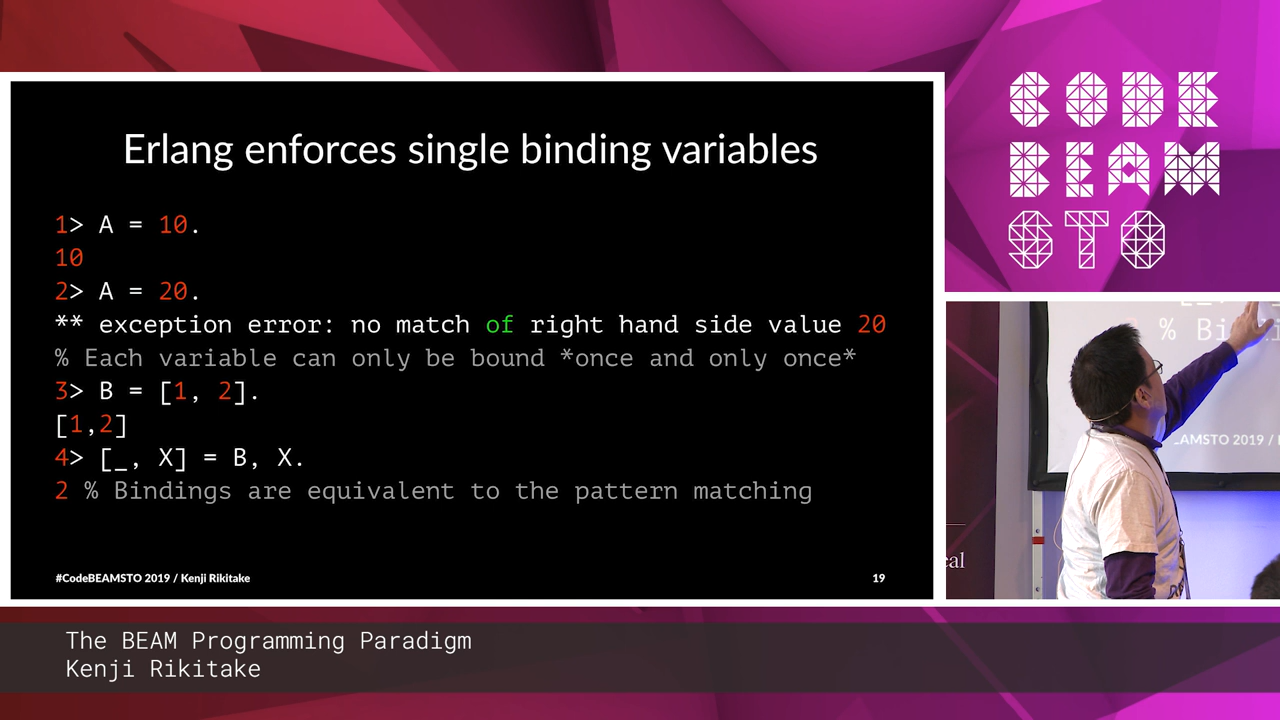 Erlang enforces single binding variables
1> A = 10.
10
2> A = 20.
** exception error: no match of right hand side value 20
% Each variable can only be bound *once and only once*
3> B = [1, 2].
[1,2]
4> [_, X] = B, X.
2 % Bindings are equivalent to the pattern matching
#CodeBEAMSTO 2019 / Kenji Rikitake
19
CODE
BEAM
STO
% Bi
AMSTO 2019 /
The BEAM Programming Paradigm
Kenji Rikitake